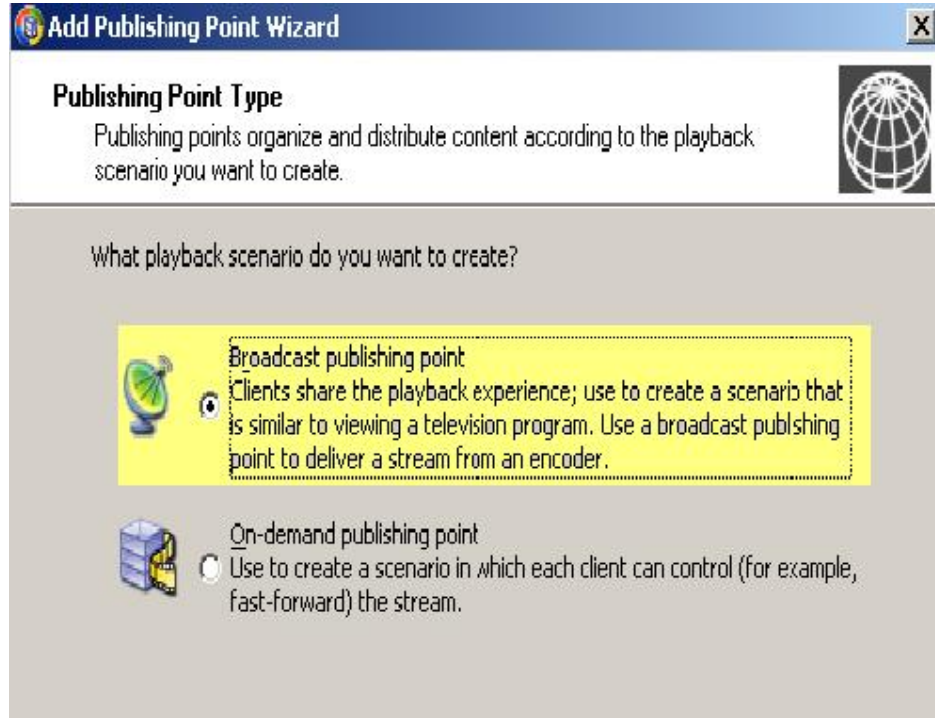 Add Publishing Point Wizard
Publishing Point Type
Publishing points organize and distribute content according to the playback
scenario you want to create.
What playback scenario do you want to create?
Broadcast publishing point
Clients share the playback experience; use to create a scenario that
is similar to viewing a television program. Use a broadcast publishing
point to deliver a stream from an encoder.
On-demand publishing point
Use to create a scenario in which each client can control (for example,
fast-forward) the stream.